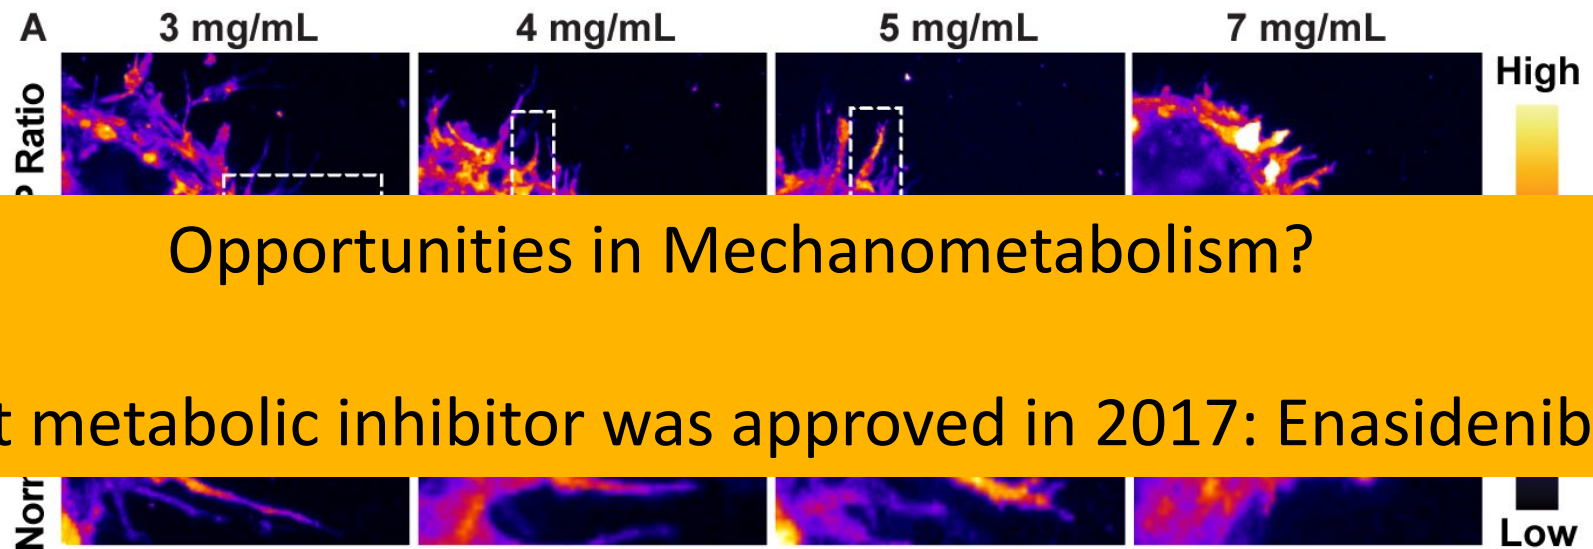 A
3 mg/mL
4 mg/mL
5 mg/mL
7 mg/mL
High
Ratio
Opportunities in Mechanometabolism?
metabolic inhibitor was approved in 2017: Enasidenib
Low